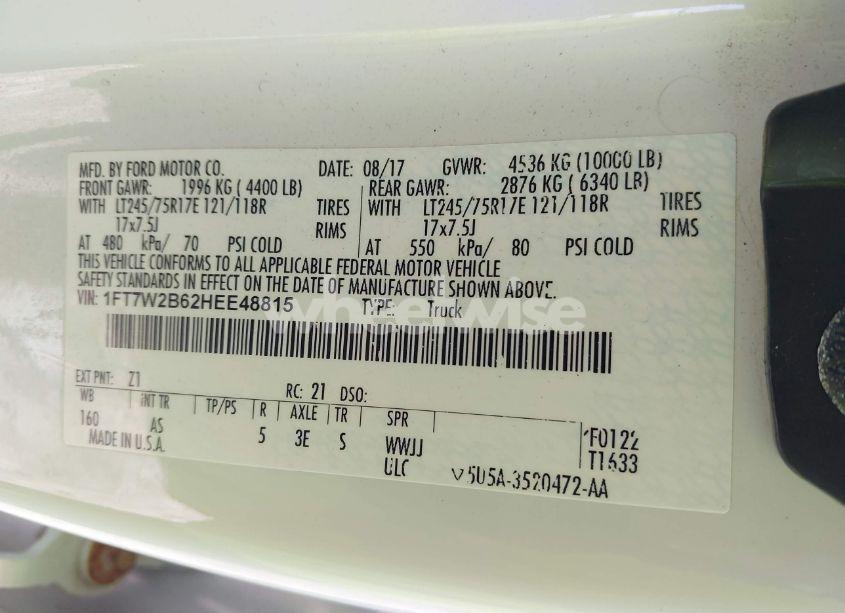 MFD. BY FORD MOTOR CO. DATE: 08/17 GVWR: 4536 KG (10000 LB)
FRONT GAWR: 1996 KG ( 4400 LB) REAR GAWR: 2876 KG ( 6340 LB)
WITH LT245/75R17E 121/118R TIRES WITH LT245/75R17E 121/118R TIRES
17x7.5J RIMS 17x7.5J RIMS
AT 480 kPa/ 70 PSI COLD AT 550 kPa/ 80 PSI COLD
THIS VEHICLE CONFORMS TO ALL APPLICABLE FEDERAL MOTOR VEHICLE
SAFETY STANDARDS IN EFFECT ON THE DATE OF MANUFACTURE SHOWN ABOVE.
VIN: 1FT7W2B62HEE48815 TYPE: Truck
wheelwise
EXT PNT: Z1 RC: 21 DSO:
WB INT TR TP/PS R AXLE TR SPR
160 AS 5 3E S WWJJ F0122
MADE IN U.S.A. ULC T1633
5U5A-3520472-AA